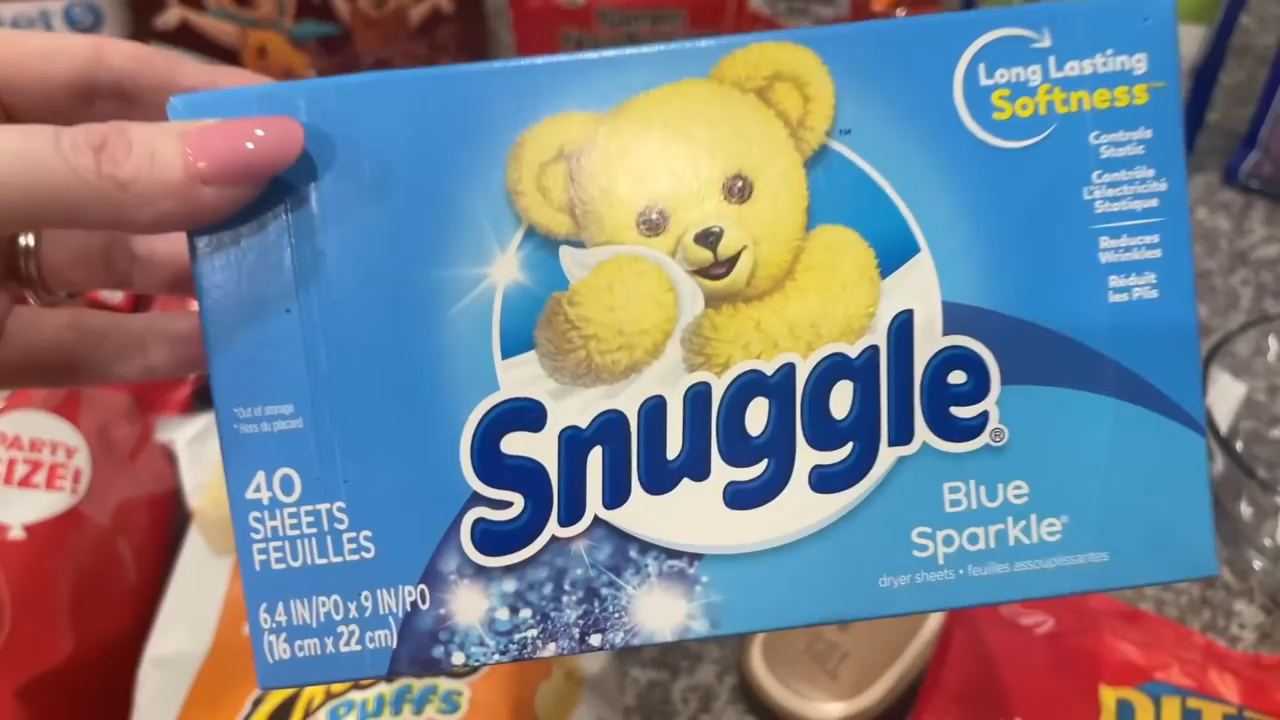 Long Lasting
Softness
Controls
Static
Contrôle
L'électricité
Statique
Reduces
Wrinkles
Réduit
les Plis
TM
Snuggle®
Blue
Sparkle®
dryer sheets • feuilles assouplissantes
*Out of storage
*Hors du placard
40
SHEETS
FEUILLES
6.4 IN/PO x 9 IN/PO
(16 cm x 22 cm)
PARTY
SIZE!
Puffs